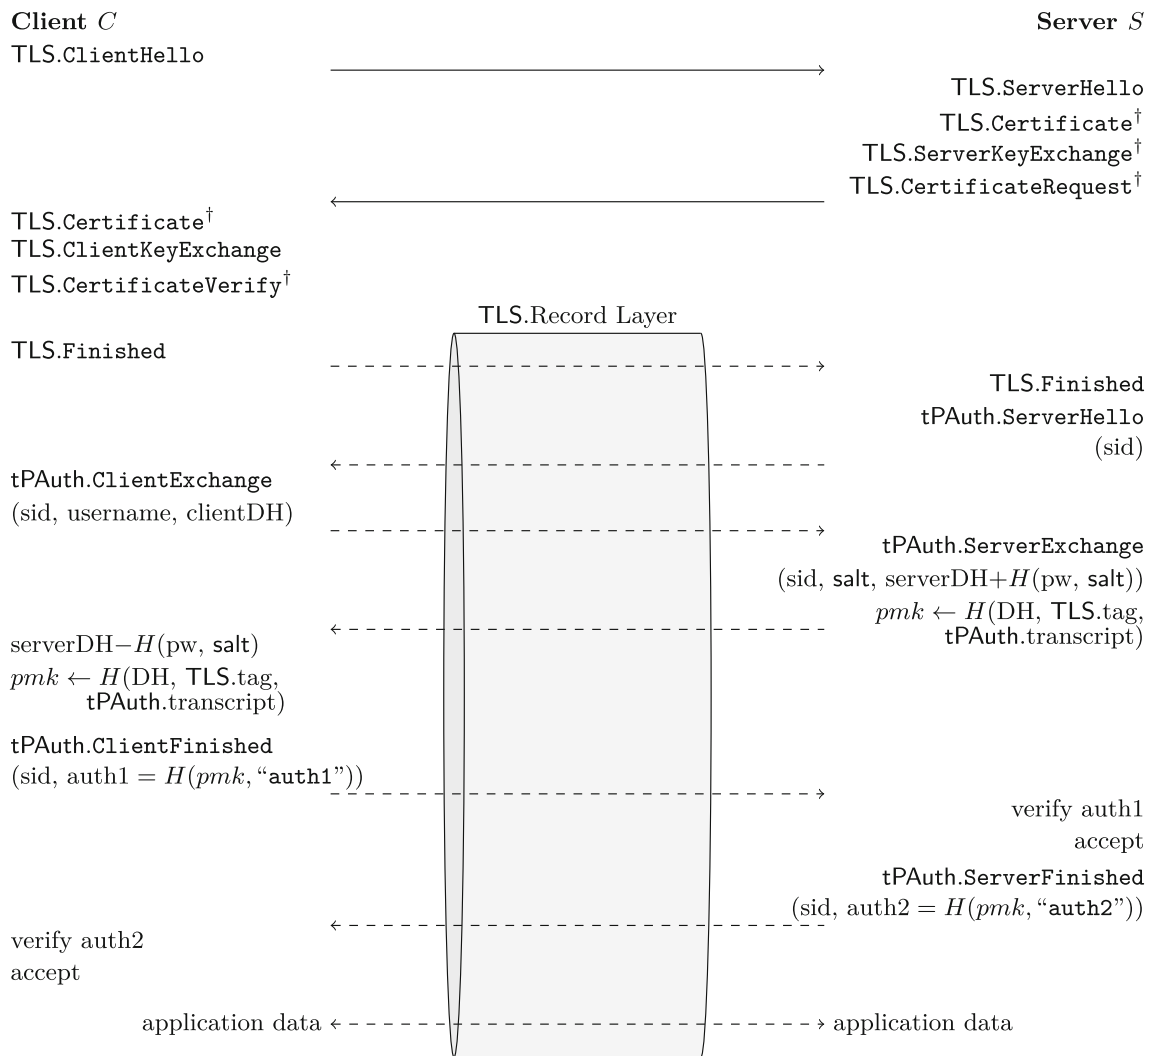 Client C
Server S
TLS.ClientHello
TLS.ServerHello
TLS.Certificate†
TLS.ServerKeyExchange†
TLS.CertificateRequest†
TLS.Certificate†
TLS.ClientKeyExchange
TLS.CertificateVerify†
TLS.Record Layer
TLS.Finished
TLS.Finished
tPAuth.ServerHello
(sid)
tPAuth.ClientExchange
(sid, username, clientDH)
tPAuth.ServerExchange
(sid, salt, serverDH+H(pw, salt))
pmk ← H(DH, TLS.tag,
tPAuth.transcript)
serverDH−H(pw, salt)
pmk ← H(DH, TLS.tag,
tPAuth.transcript)
tPAuth.ClientFinished
(sid, auth1 = H(pmk, “auth1”))
verify auth1
accept
tPAuth.ServerFinished
(sid, auth2 = H(pmk, “auth2”))
verify auth2
accept
application data
application data